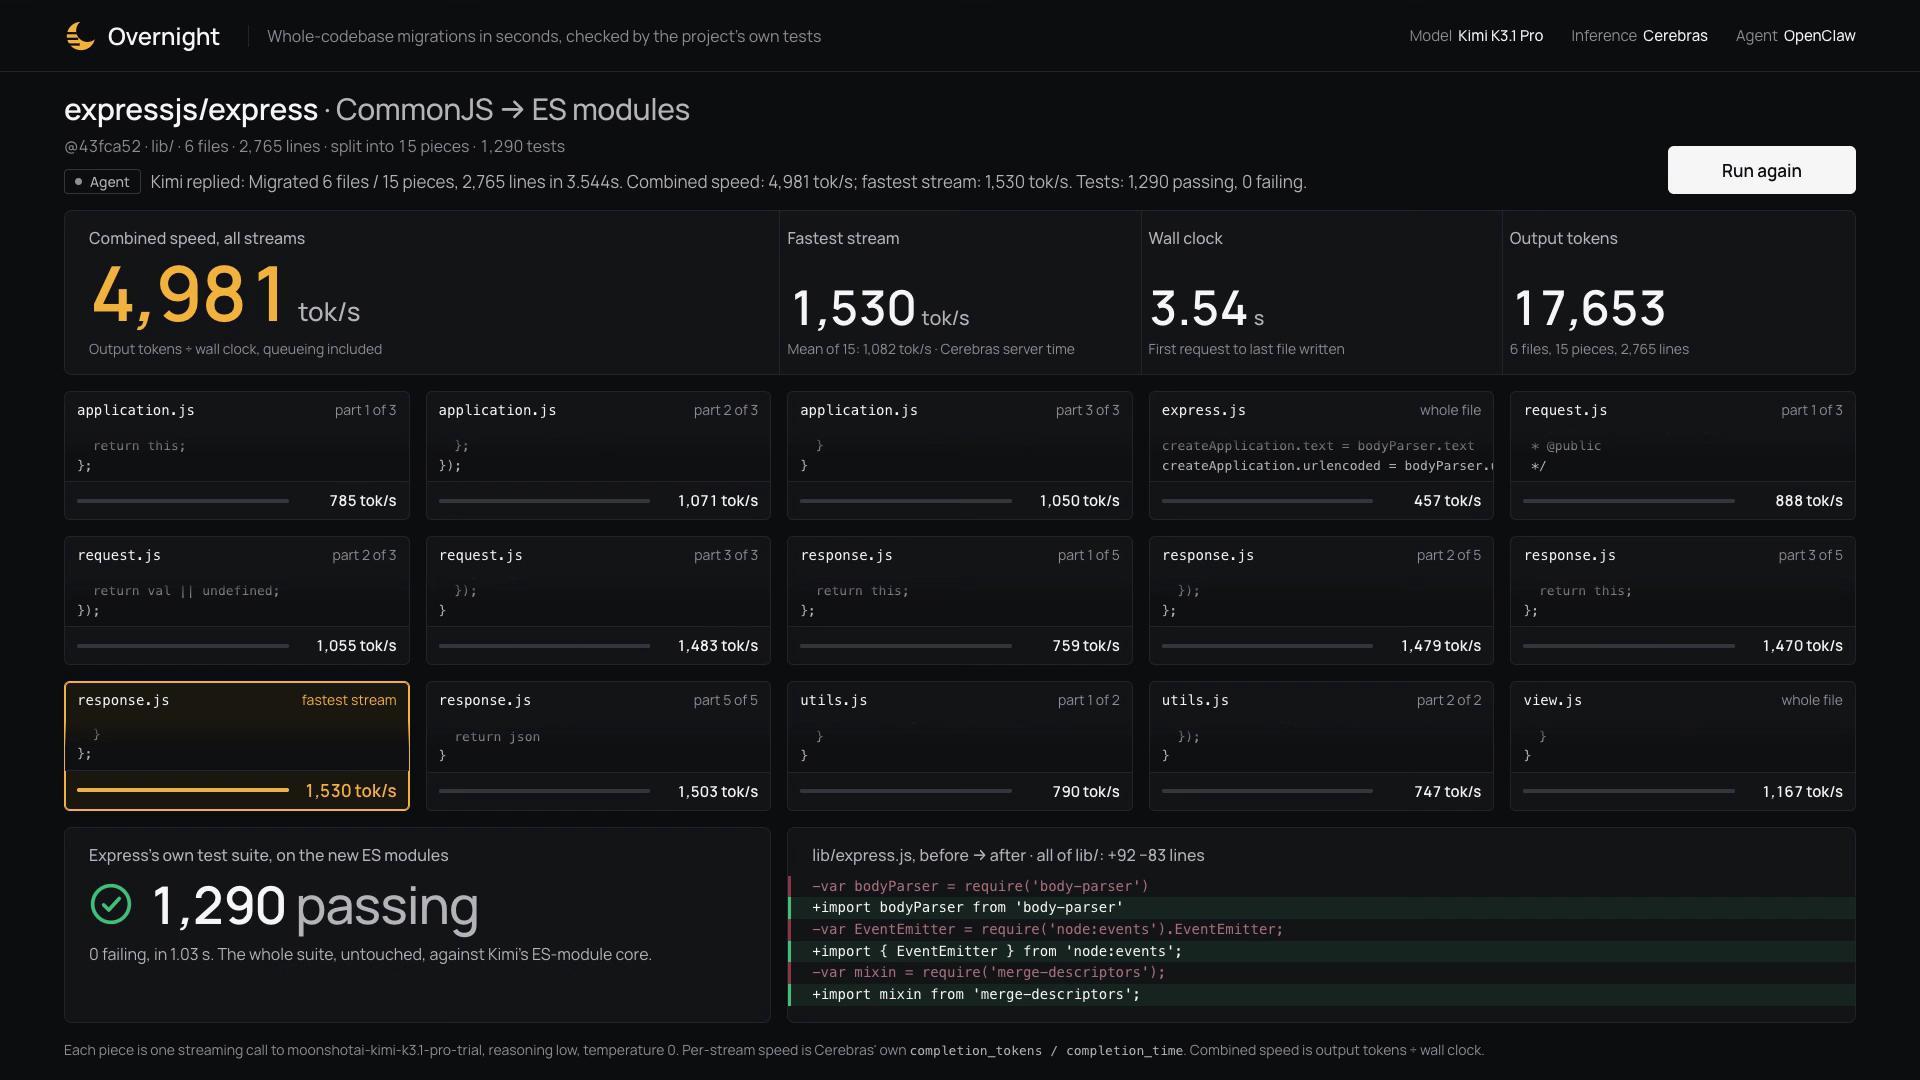 Overnight
Whole-codebase migrations in seconds, checked by the project's own tests
Model Kimi K3.1 Pro Inference Cerebras Agent OpenClaw
expressjs/express · CommonJS → ES modules
@43fca52 · lib/ · 6 files · 2,765 lines · split into 15 pieces · 1,290 tests
Agent Kimi replied: Migrated 6 files / 15 pieces, 2,765 lines in 3.544s. Combined speed: 4,981 tok/s; fastest stream: 1,530 tok/s. Tests: 1,290 passing, 0 failing.
Run again
Combined speed, all streams
4,981 tok/s
Output tokens ÷ wall clock, queueing included
Fastest stream
1,530 tok/s
Mean of 15: 1,082 tok/s · Cerebras server time
Wall clock
3.54 s
First request to last file written
Output tokens
17,653
6 files, 15 pieces, 2,765 lines
application.js part 1 of 3
return this;
};
785 tok/s
application.js part 2 of 3
};
});
1,071 tok/s
application.js part 3 of 3
}
}
1,050 tok/s
express.js whole file
createApplication.text = bodyParser.text
createApplication.urlencoded = bodyParser.u
457 tok/s
request.js part 1 of 3
* @public
*/
888 tok/s
request.js part 2 of 3
return val || undefined;
});
1,055 tok/s
request.js part 3 of 3
});
}
1,483 tok/s
response.js part 1 of 5
return this;
};
759 tok/s
response.js part 2 of 5
});
};
1,479 tok/s
response.js part 3 of 5
return this;
};
1,470 tok/s
response.js fastest stream
}
};
1,530 tok/s
response.js part 5 of 5
return json
}
1,503 tok/s
utils.js part 1 of 2
}
}
790 tok/s
utils.js part 2 of 2
});
}
747 tok/s
view.js whole file
}
}
1,167 tok/s
Express's own test suite, on the new ES modules
1,290 passing
0 failing, in 1.03 s. The whole suite, untouched, against Kimi's ES-module core.
lib/express.js, before → after · all of lib/: +92 −83 lines
−var bodyParser = require('body-parser')
+import bodyParser from 'body-parser'
−var EventEmitter = require('node:events').EventEmitter;
+import { EventEmitter } from 'node:events';
−var mixin = require('merge-descriptors');
+import mixin from 'merge-descriptors';
Each piece is one streaming call to moonshotai-kimi-k3.1-pro-trial, reasoning low, temperature 0. Per-stream speed is Cerebras' own completion_tokens / completion_time. Combined speed is output tokens ÷ wall clock.